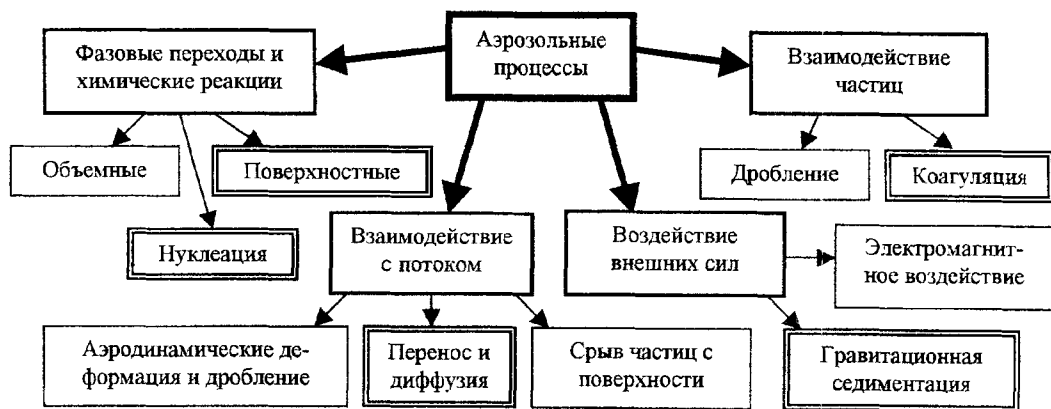 Фазовые переходы и
химические реакции
Аэрозольные
процессы
Взаимодействие
частиц
Объемные
Поверхностные
Дробление
Коагуляция
Нуклеация
Взаимодействие
с потоком
Воздействие
внешних сил
Электромагнит-
ное воздействие
Аэродинамические де-
формация и дробление
Перенос и
диффузия
Срыв частиц с
поверхности
Гравитационная
седиментация